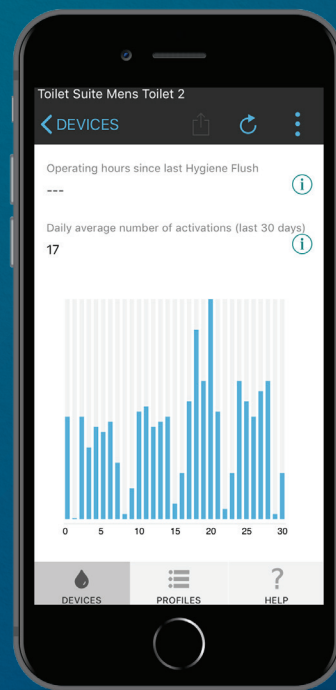 Toilet Suite Mens Toilet 2
DEVICES
Operating hours since last Hygiene Flush
---
i
Daily average number of activations (last 30 days)
i
17
0 5 10 15 20 25 30
DEVICES PROFILES ? HELP